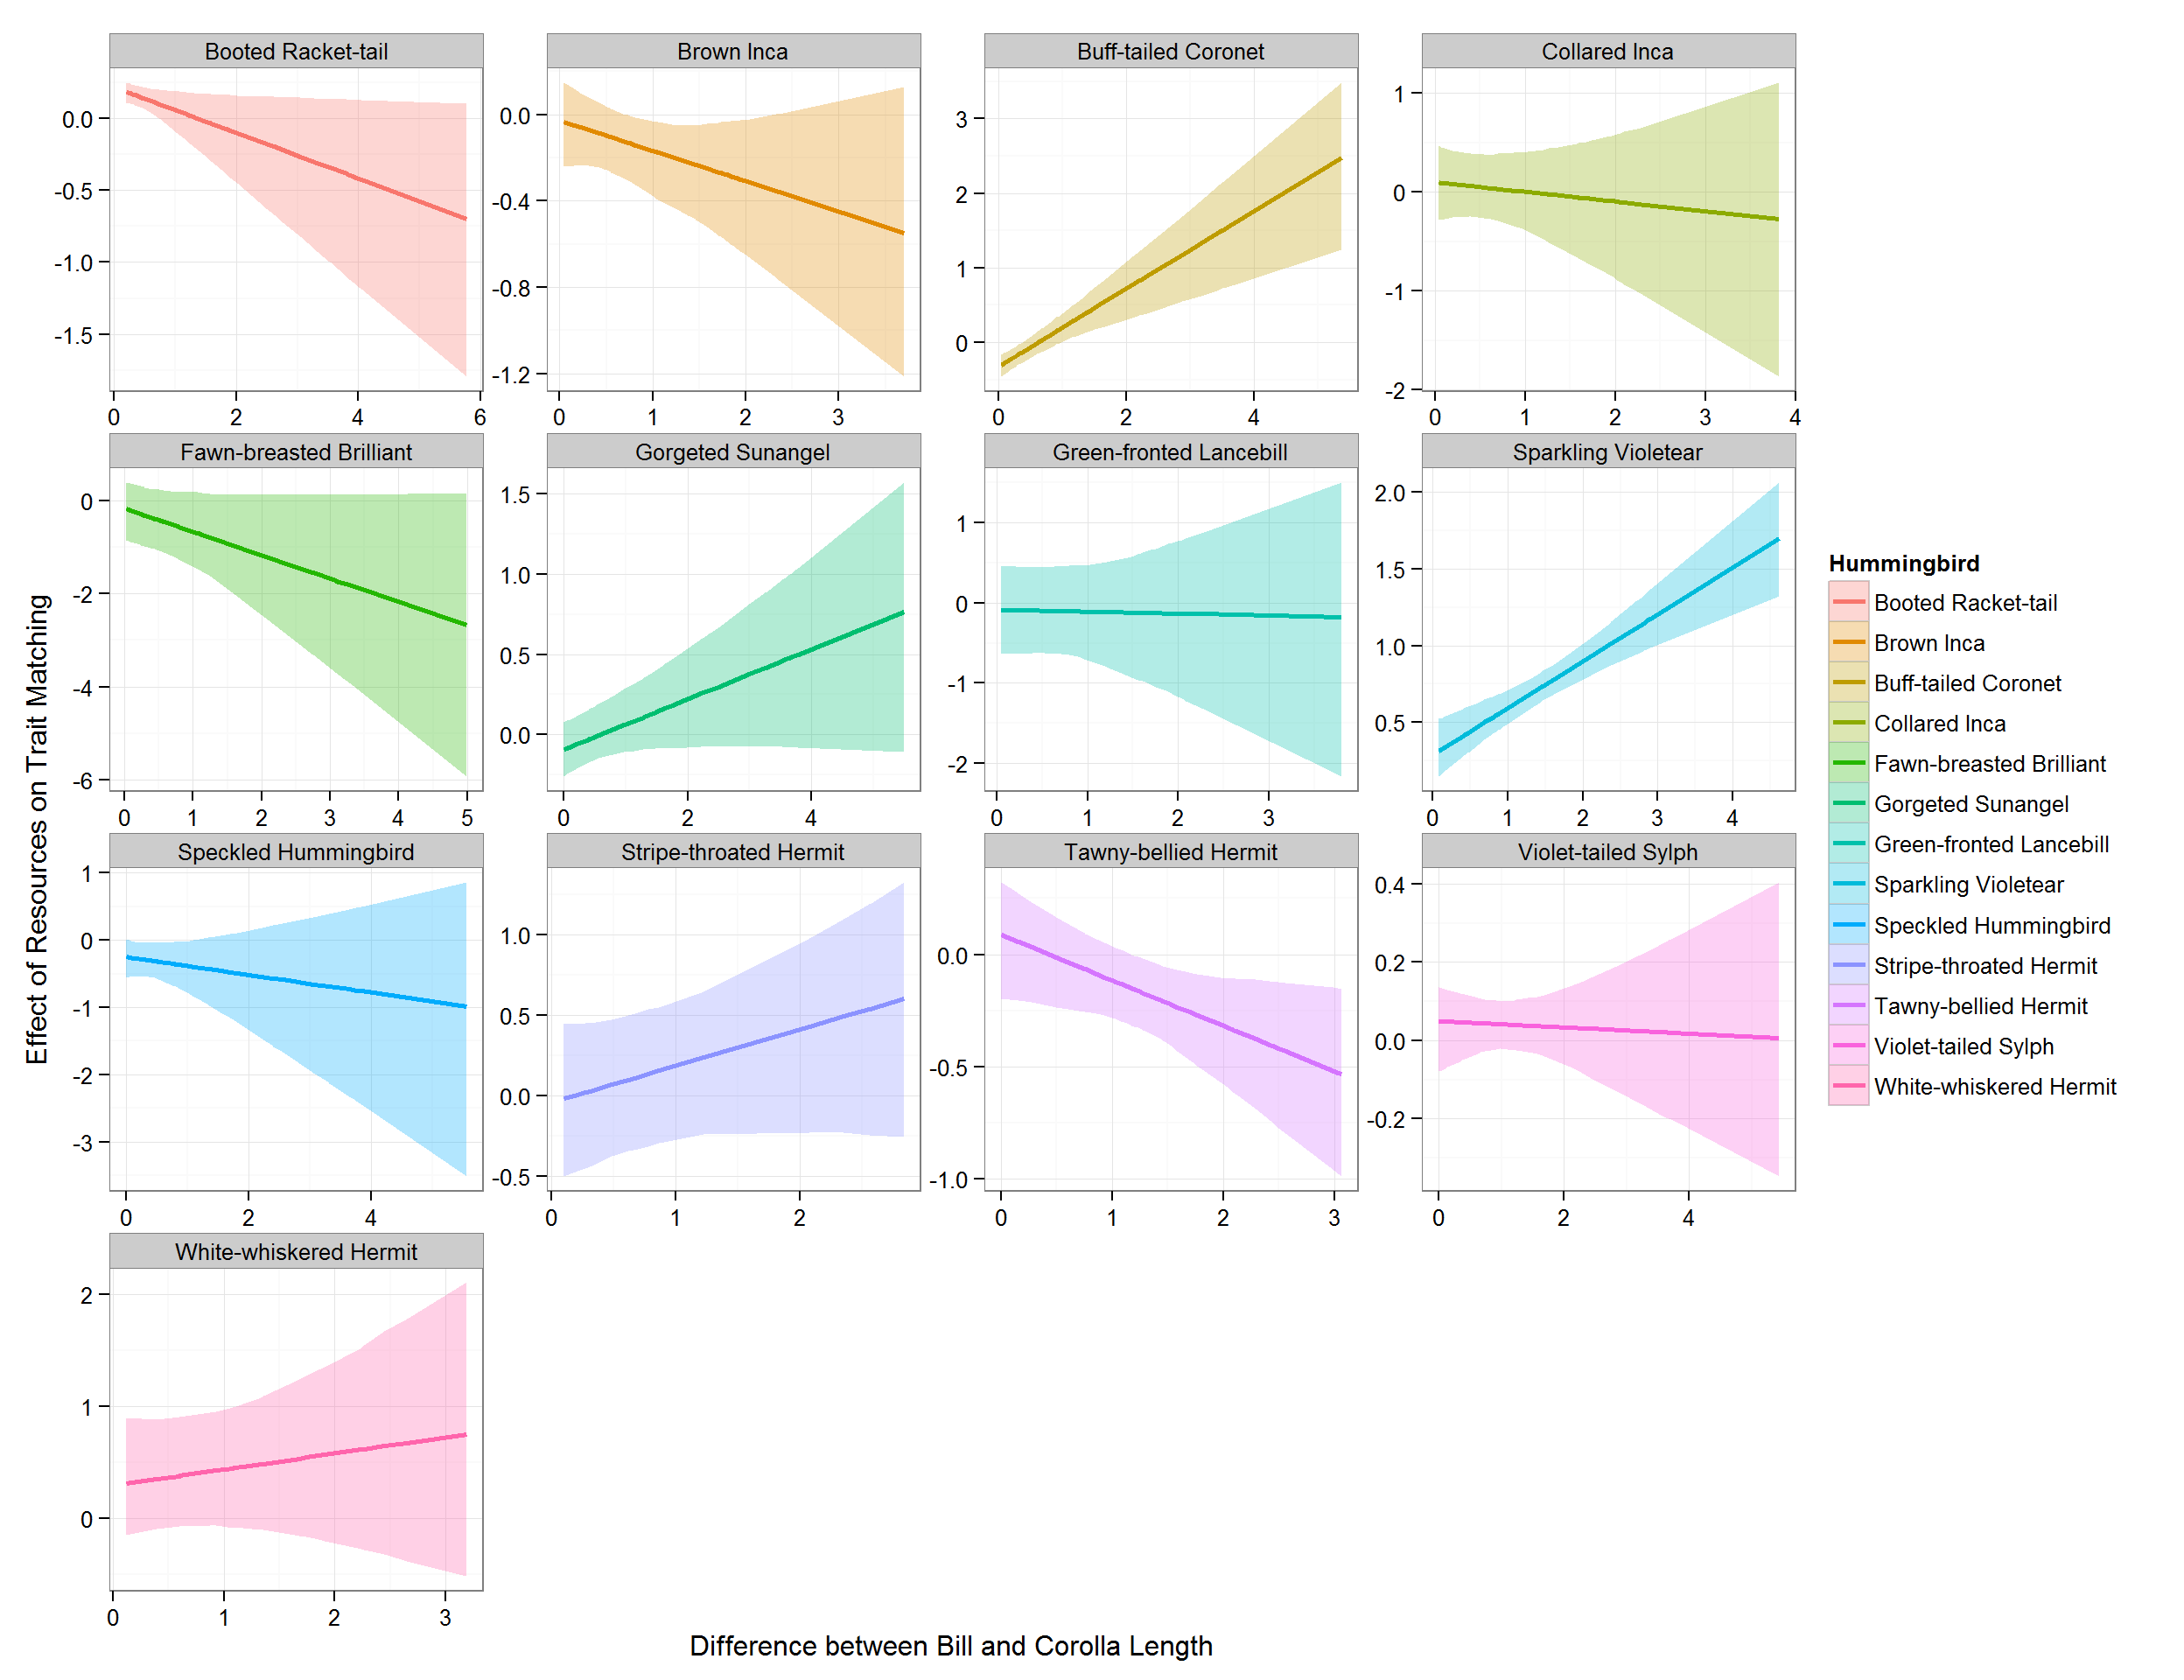 Booted Racket-tail
Brown Inca
Buff-tailed Coronet
Collared Inca
0.0
-0.5
-1.0
-1.5
0 2 4 6
0.0
-0.4
-0.8
-1.2
0 1 2 3
3
2
1
0
0 2 4
1
0
-1
-2
0 1 2 3 4
Fawn-breasted Brilliant
Gorgeted Sunangel
Green-fronted Lancebill
Sparkling Violetear
0
-2
-4
-6
0 1 2 3 4 5
1.5
1.0
0.5
0.0
0 2 4
1
0
-1
-2
0 1 2 3
2.0
1.5
1.0
0.5
0 1 2 3 4
Speckled Hummingbird
Stripe-throated Hermit
Tawny-bellied Hermit
Violet-tailed Sylph
1
0
-1
-2
-3
0 2 4
1.0
0.5
0.0
-0.5
0 1 2
0.0
-0.5
-1.0
0 1 2 3
0.4
0.2
0.0
-0.2
0 2 4
White-whiskered Hermit
2
1
0
0 1 2 3
Effect of Resources on Trait Matching
Difference between Bill and Corolla Length
Hummingbird
Booted Racket-tail
Brown Inca
Buff-tailed Coronet
Collared Inca
Fawn-breasted Brilliant
Gorgeted Sunangel
Green-fronted Lancebill
Sparkling Violetear
Speckled Hummingbird
Stripe-throated Hermit
Tawny-bellied Hermit
Violet-tailed Sylph
White-whiskered Hermit